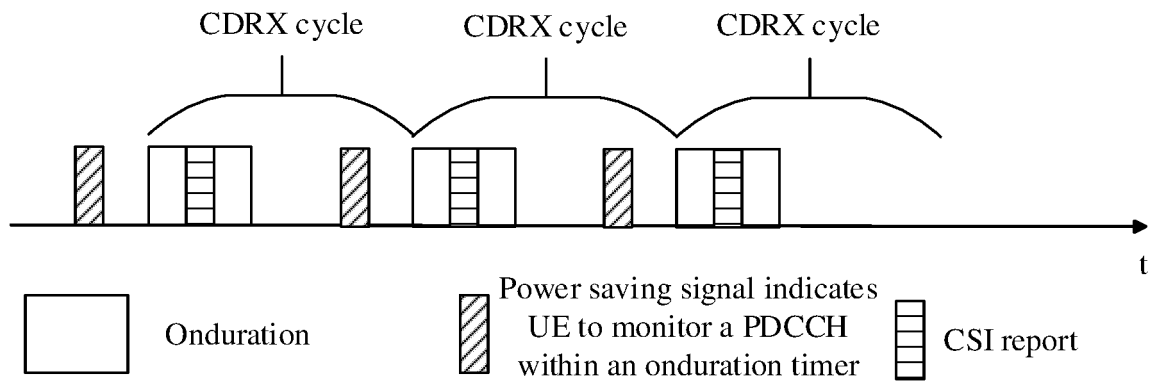 CDRX cycle
CDRX cycle
CDRX cycle
t
Onduration
Power saving signal indicates
UE to monitor a PDCCH
within an onduration timer
CSI report